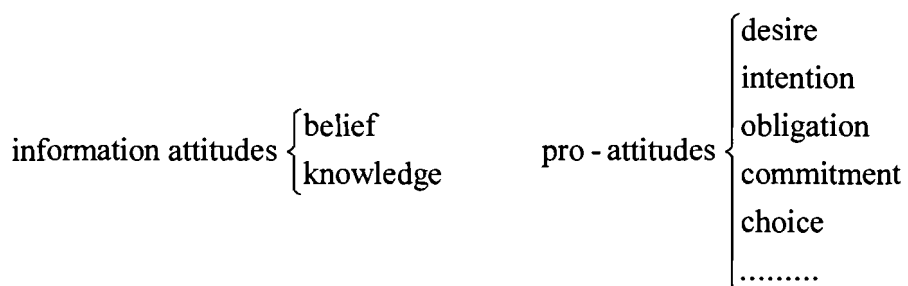 information attitudes
belief
knowledge
pro - attitudes
desire
intention
obligation
commitment
choice
.........